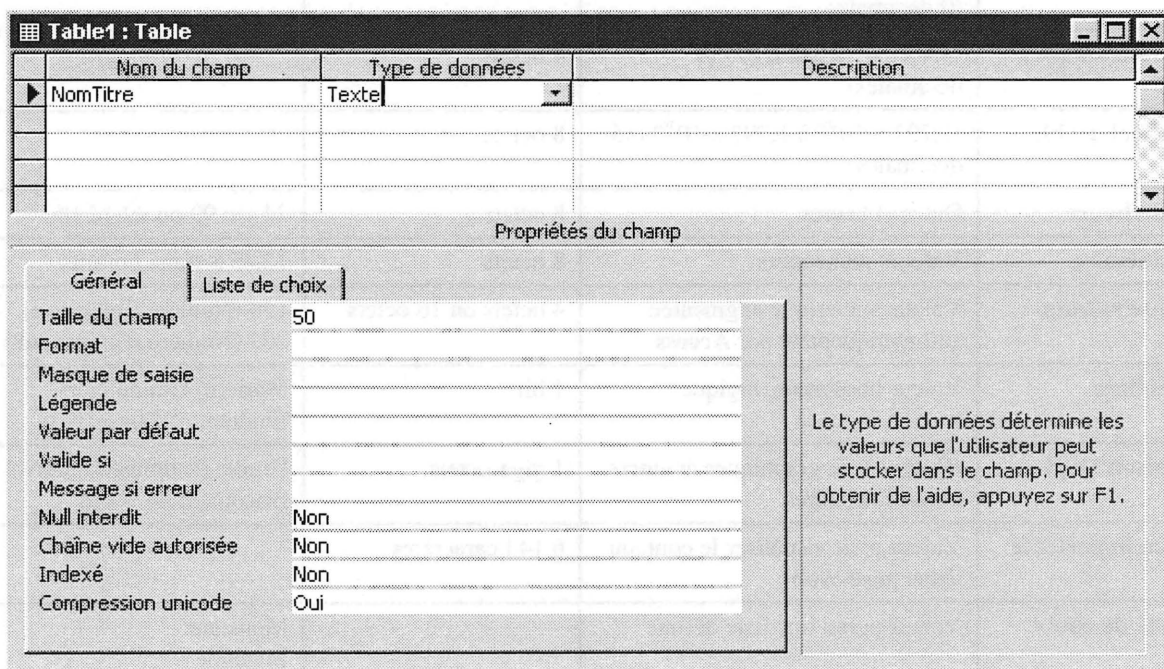 Table1 : Table
Nom du champ Type de données Description
NomTitre Texte
Propriétés du champ
Général Liste de choix
Taille du champ 50
Format
Masque de saisie
Légende
Valeur par défaut
Valide si
Message si erreur
Null interdit Non
Chaîne vide autorisée Non
Indexé Non
Compression unicode Oui
Le type de données détermine les
valeurs que l'utilisateur peut
stocker dans le champ. Pour
obtenir de l'aide, appuyez sur F1.